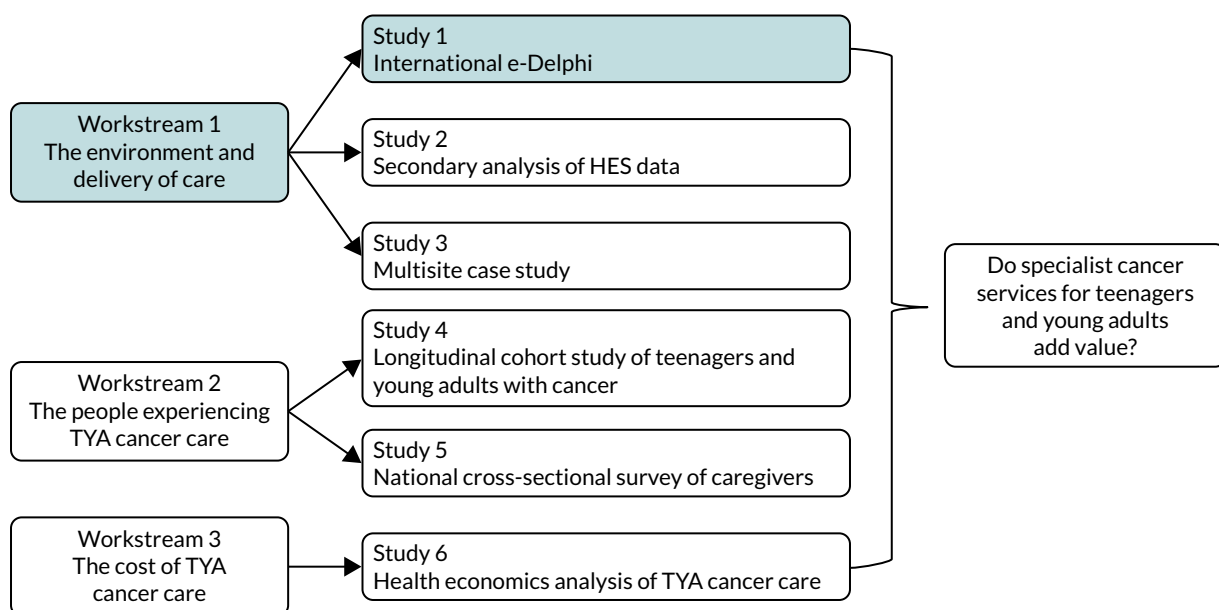 Workstream 1
The environment and
delivery of care
Study 1
International e-Delphi
Study 2
Secondary analysis of HES data
Study 3
Multisite case study
Workstream 2
The people experiencing
TYA cancer care
Study 4
Longitudinal cohort study of teenagers and
young adults with cancer
Study 5
National cross-sectional survey of caregivers
Workstream 3
The cost of TYA
cancer care
Study 6
Health economics analysis of TYA cancer care
Do specialist cancer
services for teenagers
and young adults
add value?